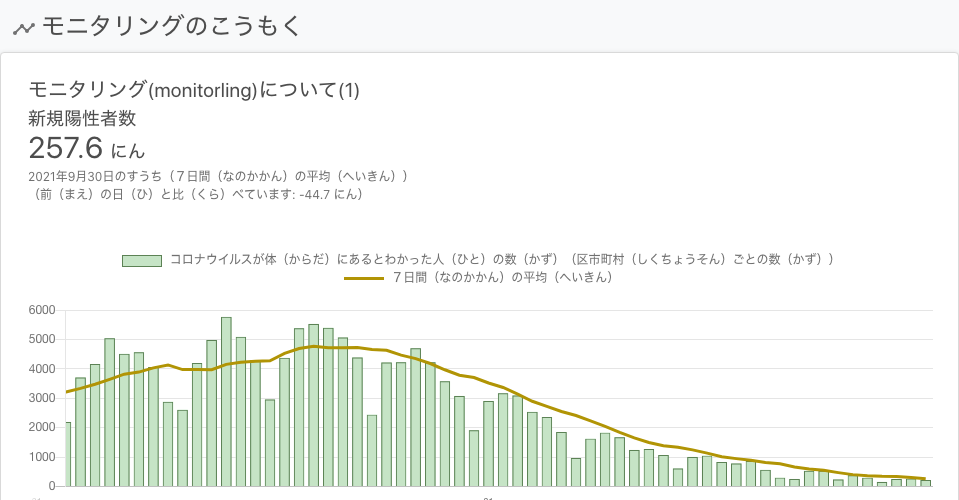 モニタリングのこうもく
モニタリング(monitorling)について(1)
新規陽性者数
257.6 にん
2021年9月30日のすうち（７日間（なのかかん）の平均（へいきん））
（前（まえ）の日（ひ）と比（くら）べています: -44.7 にん）
コロナウイルスが体（からだ）にあるとわかった人（ひと）の数（かず）（区市町村（しくちょうそん）ごとの数（かず））
７日間（なのかかん）の平均（へいきん）
6000
5000
4000
3000
2000
1000
0